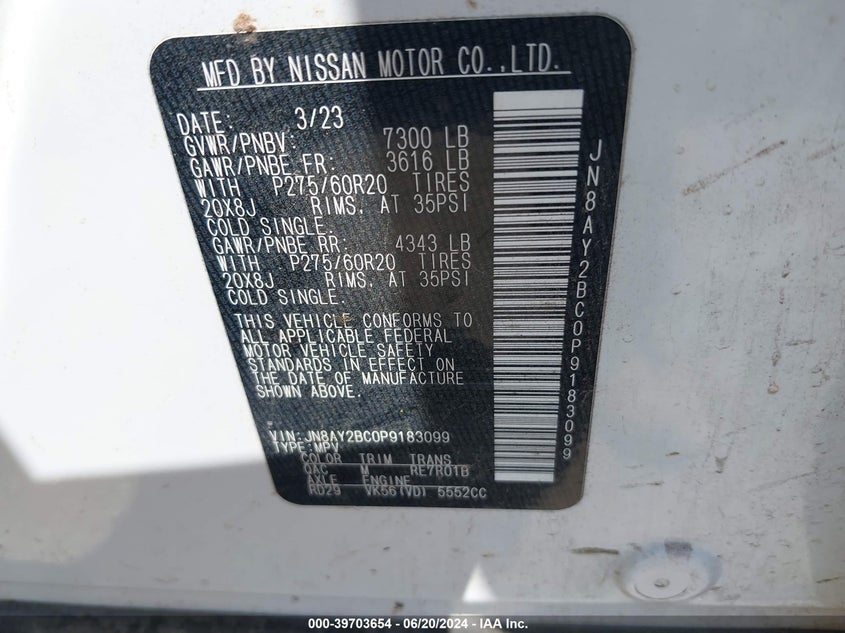 MFD BY NISSAN MOTOR CO.,LTD.
DATE: 3/23
GVWR/PNBV: 7300 LB
GAWR/PNBE FR: 3616 LB
WITH P275/60R20 TIRES
20X8J RIMS, AT 35PSI
COLD SINGLE.
GAWR/PNBE RR: 4343 LB
WITH P275/60R20 TIRES
20X8J RIMS, AT 35PSI
COLD SINGLE.
THIS VEHICLE CONFORMS TO
ALL APPLICABLE FEDERAL
MOTOR VEHICLE SAFETY
STANDARDS IN EFFECT ON
THE DATE OF MANUFACTURE
SHOWN ABOVE.
VIN:JN8AY2BC0P9183099
TYPE:MPV
COLOR TRIM TRANS
QAC M RE7R01B
AXLE ENGINE
RD29 VK56(VD) 5552CC
JN8AY2BC0P9183099
000-39703654 - 06/20/2024 - IAA Inc.